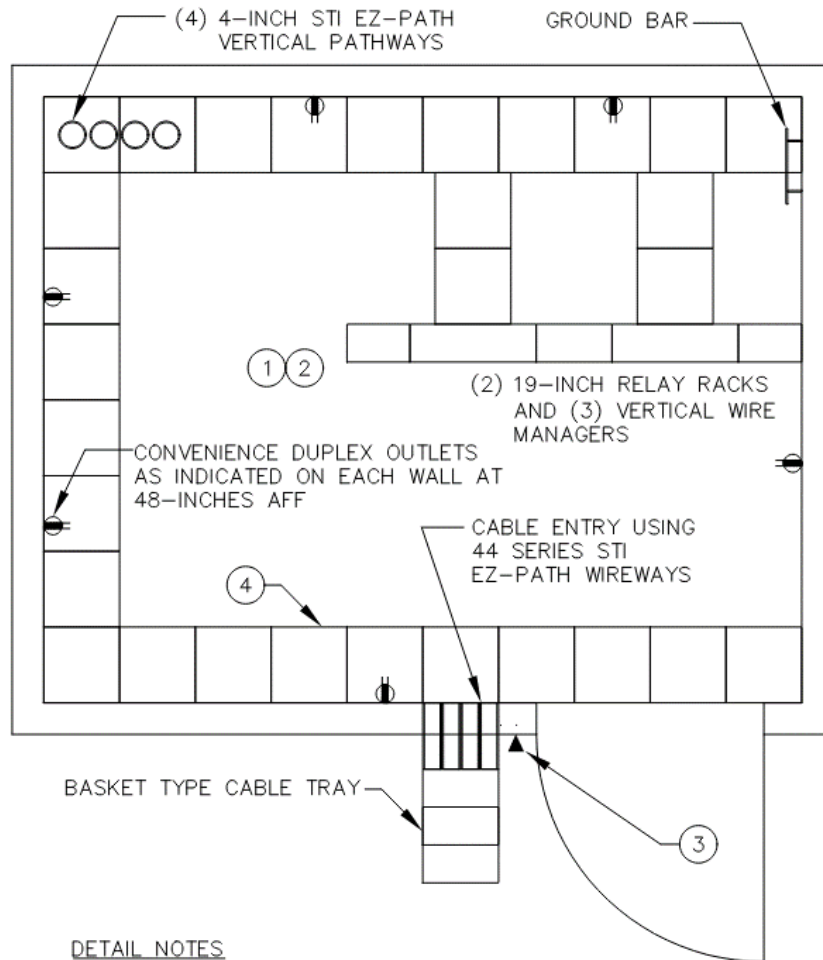 (4) 4-INCH STI EZ-PATH
VERTICAL PATHWAYS
GROUND BAR
1 2
(2) 19-INCH RELAY RACKS
AND (3) VERTICAL WIRE
MANAGERS
CONVENIENCE DUPLEX OUTLETS
AS INDICATED ON EACH WALL AT
48-INCHES AFF
CABLE ENTRY USING
44 SERIES STI
EZ-PATH WIREWAYS
4
BASKET TYPE CABLE TRAY
3
DETAIL NOTES